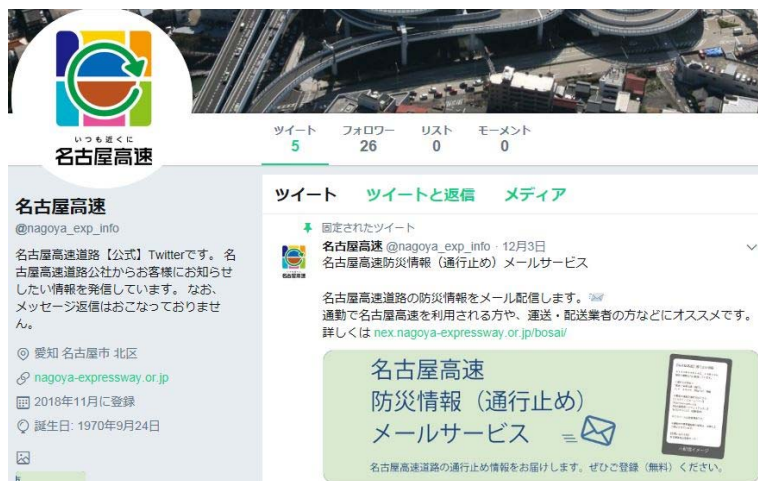 いつも近くに
名古屋高速
ツイート フォロワー リスト モーメント
5 26 0 0
名古屋高速
@nagoya_exp_info
名古屋高速道路【公式】Twitterです。 名
古屋高速道路公社からお客様にお知らせ
したい情報を発信しています。 なお、
メッセージ返信はおこなっておりませ
ん。
愛知 名古屋市 北区
nagoya-expressway.or.jp
2018年11月に登録
誕生日: 1970年9月24日
ツイート ツイートと返信 メディア
固定されたツイート
名古屋高速 @nagoya_exp_info · 12月3日
名古屋高速防災情報（通行止め）メールサービス
名古屋高速道路の防災情報をメール配信します。
通勤で名古屋高速を利用される方や、運送・配送業者の方などにオススメです。
詳しくは nex.nagoya-expressway.or.jp/bosai/
名古屋高速
防災情報（通行止め）
メールサービス
名古屋高速道路の通行止め情報をお届けします。ぜひご登録（無料）ください。